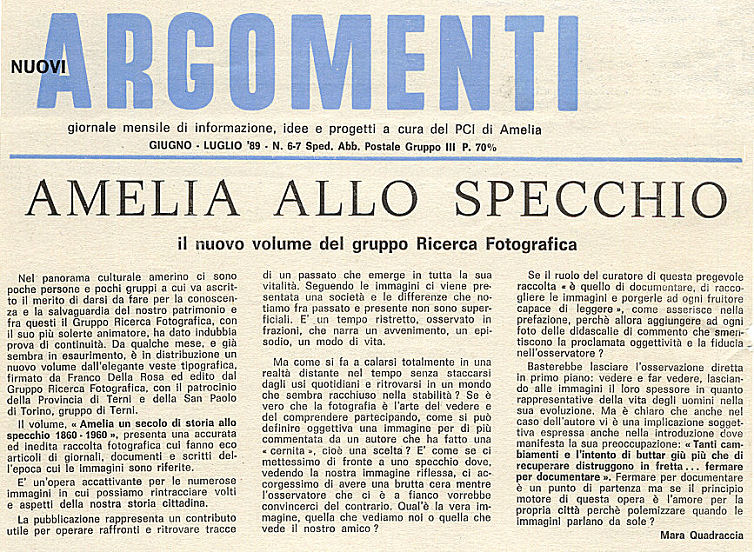 NUOVI ARGOMENTI
giornale mensile di informazione, idee e progetti a cura del PCI di Amelia
GIUGNO - LUGLIO '89 - N. 6-7 Sped. Abb. Postale Gruppo III P. 70%
AMELIA ALLO SPECCHIO
il nuovo volume del gruppo Ricerca Fotografica
Nel panorama culturale amerino ci sono
poche persone e pochi gruppi a cui va ascrit-
to il merito di darsi da fare per la conoscen-
za e la salvaguardia del nostro patrimonio e
fra questi il Gruppo Ricerca Fotografica, con
il suo più solerte animatore, ha dato indubbia
prova di continuità. Da qualche mese, e già
sembra in esaurimento, è in distribuzione un
nuovo volume dall'elegante veste tipografica,
firmato da Franco Della Rosa ed edito dal
Gruppo Ricerca Fotografica, con il patrocinio
della Provincia di Terni e della San Paolo
di Torino, gruppo di Terni.
Il volume, « Amelia un secolo di storia allo
specchio 1860 - 1960 », presenta una accurata
ed inedita raccolta fotografica cui fanno eco
articoli di giornali, documenti e scritti del-
l'epoca cui le immagini sono riferite.
E' un'opera accattivante per le numerose
immagini in cui possiamo rintracciare volti
e aspetti della nostra storia cittadina.
La pubblicazione rappresenta un contributo
utile per operare raffronti e ritrovare tracce
di un passato che emerge in tutta la sua
vitalità. Seguendo le immagini ci viene pre-
sentata una società e le differenze che no-
tiamo fra passato e presente non sono super-
ficiali. E' un tempo ristretto, osservato in
frazioni, che narra un avvenimento, un epi-
sodio, un modo di vita.
Ma come si fa a calarsi totalmente in una
realtà distante nel tempo senza staccarsi
dagli usi quotidiani e ritrovarsi in un mondo
che sembra racchiuso nella stabilità ? Se è
vero che la fotografia è l'arte del vedere e
del comprendere partecipando, come si può
definire oggettiva una immagine per di più
commentata da un autore che ha fatto una
« cernita », cioè una scelta ? E' come se ci
mettessimo di fronte a uno specchio dove,
vedendo la nostra immagine riflessa, ci ac-
corgessimo di avere una brutta cera mentre
l'osservatore che ci è a fianco vorrebbe
convincerci del contrario. Qual'è la vera im-
magine, quella che vediamo noi o quella che
vede il nostro amico ?
Se il ruolo del curatore di questa pregevole
raccolta « è quello di documentare, di racco-
gliere le immagini e porgerle ad ogni fruitore
capace di leggere », come asserisce nella
prefazione, perchè allora aggiungere ad ogni
foto delle didascalie di commento che smen-
tiscono la proclamata oggettività e la fiducia
nell'osservatore ?
Basterebbe lasciare l'osservazione diretta
in primo piano: vedere e far vedere, lascian-
do alle immagini il loro spessore in quanto
rappresentative della vita degli uomini nella
sua evoluzione. Ma è chiaro che anche nel
caso dell'autore vi è una implicazione sogget-
tiva espressa anche nella introduzione dove
manifesta la sua preoccupazione: « Tanti cam-
biamenti e l'intento di buttar giù più che di
recuperare distruggono in fretta... fermare
per documentare ». Fermare per documentare
è un punto di partenza ma se il principio
motore di questa opera è l'amore per la
propria città perchè polemizzare quando le
immagini parlano da sole ?
Mara Quadraccia